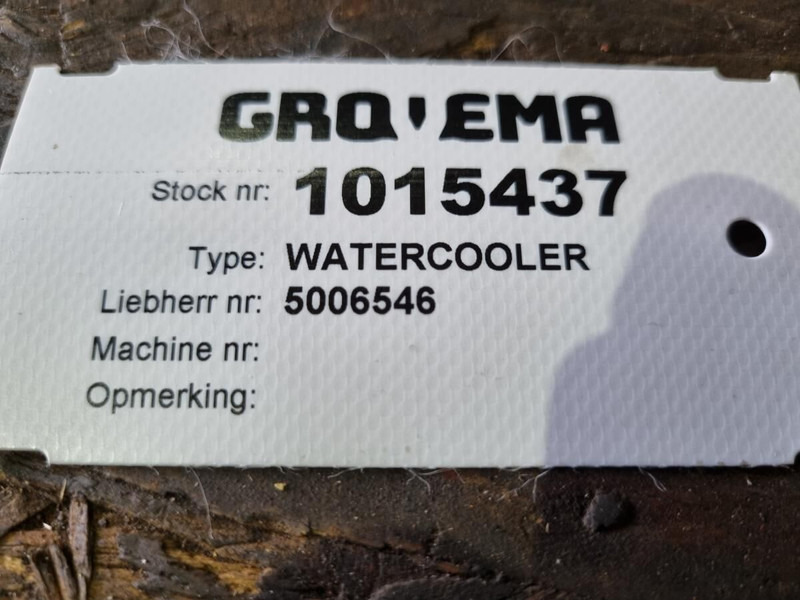 GRO'EMA
Stock nr: 1015437
Type: WATERCOOLER
Liebherr nr: 5006546
Machine nr:
Opmerking: